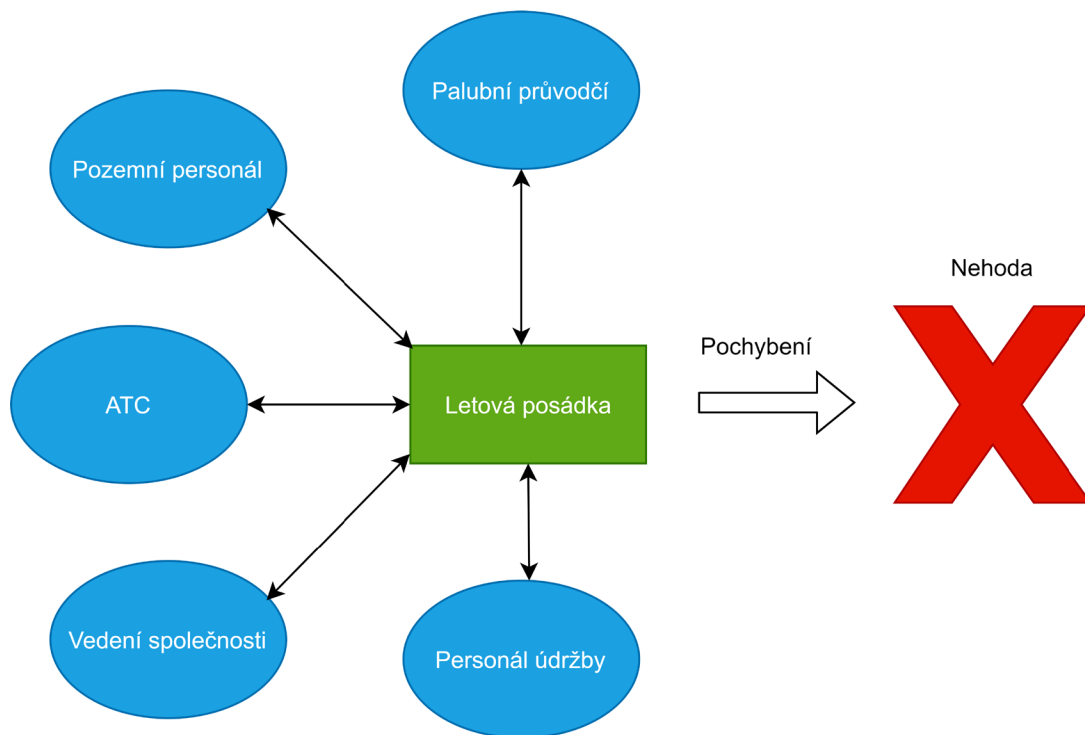 Palubní průvodčí
Pozemní personál
Nehoda
Pochybení
ATC
Letová posádka
Vedení společnosti
Personál údržby